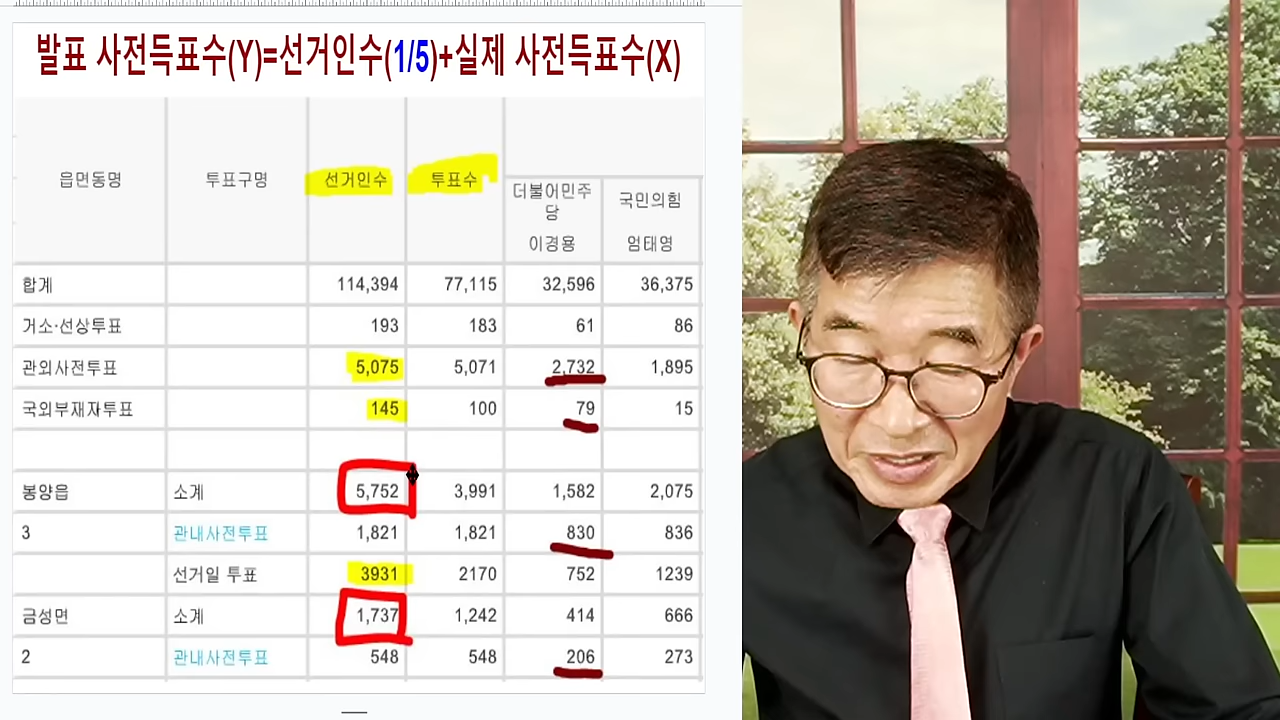 발표 사전득표수(Y)=선거인수(1/5)+실제 사전득표수(X)
읍면동명 투표구명 선거인수 투표수 더불어민주당 이경용 국민의힘 엄태영
합계 114,394 77,115 32,596 36,375
거소·선상투표 193 183 61 86
관외사전투표 5,075 5,071 2,732 1,895
국외부재자투표 145 100 79 15
봉양읍 소계 5,752 3,991 1,582 2,075
3 관내사전투표 1,821 1,821 830 836
선거일 투표 3931 2170 752 1239
금성면 소계 1,737 1,242 414 666
2 관내사전투표 548 548 206 273